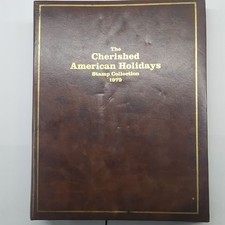 The
Cherished
American Holidays
Stamp Collection
1979